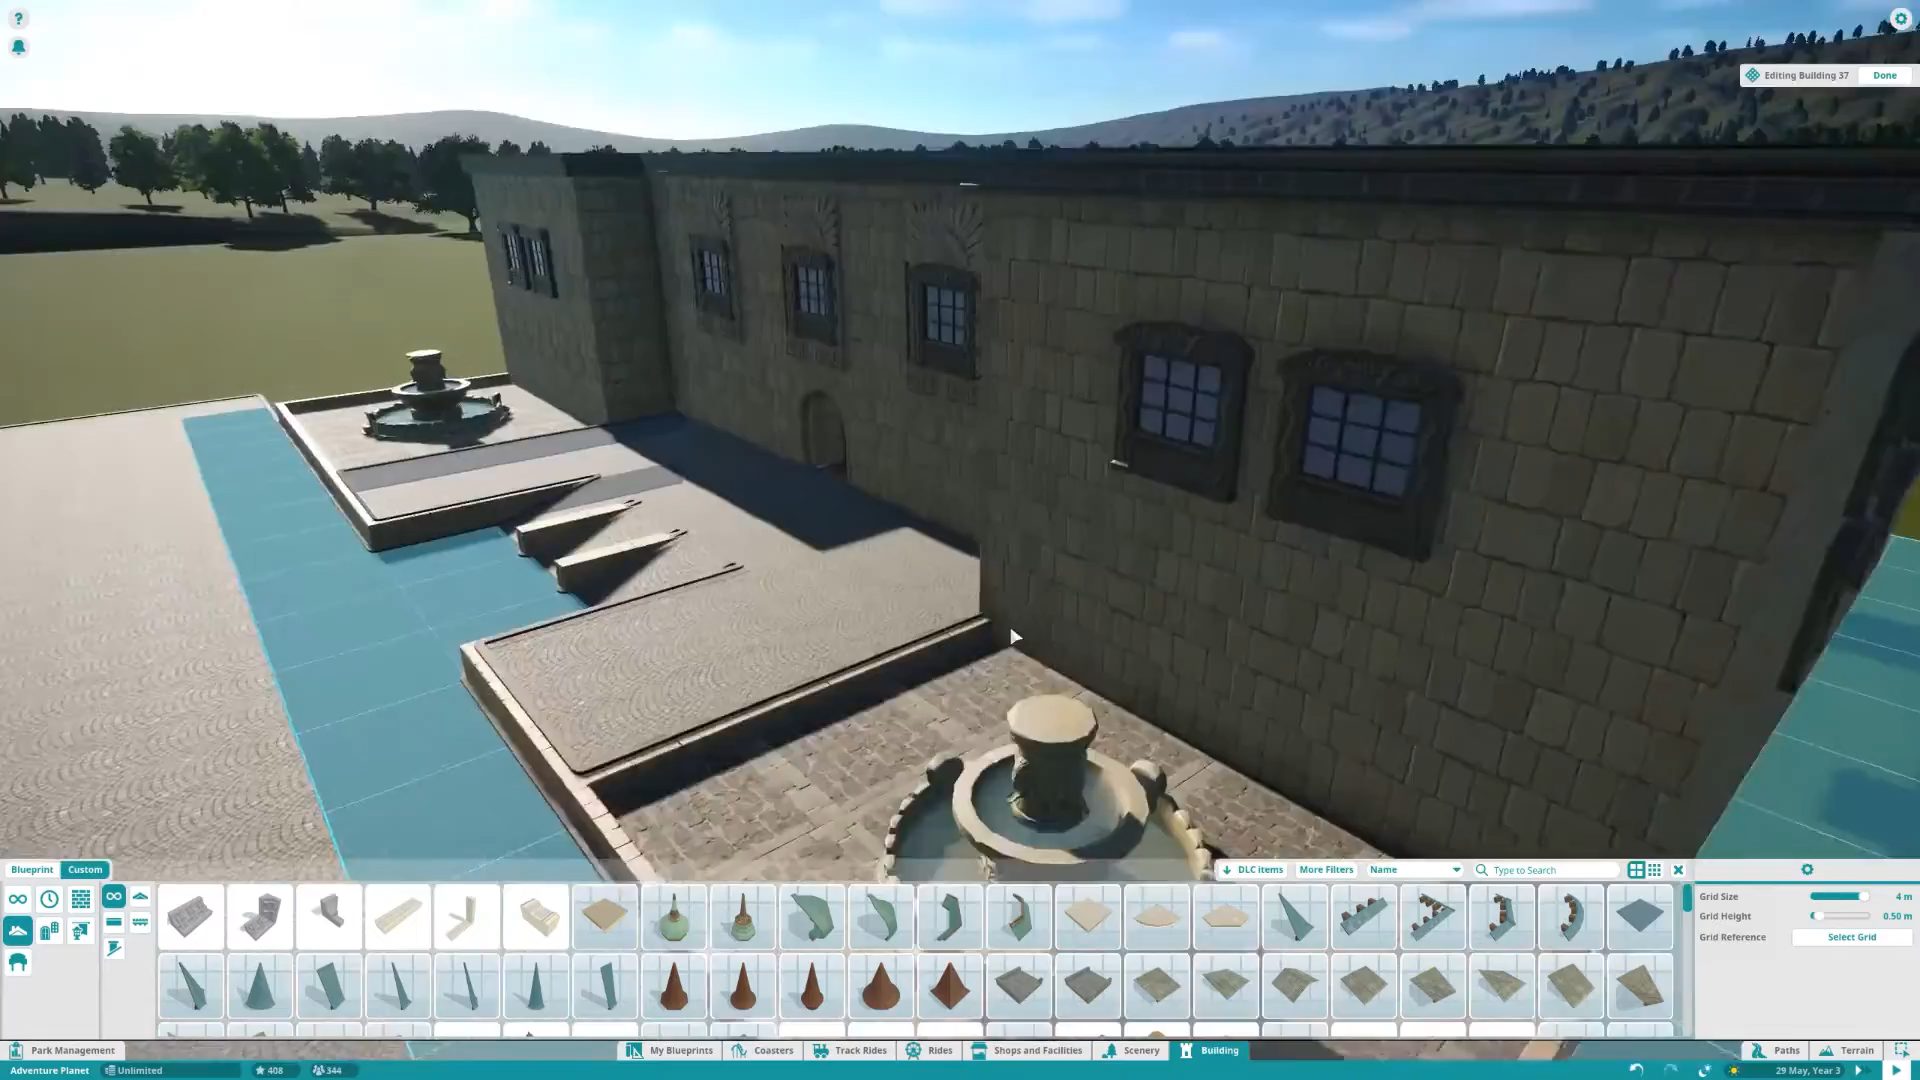 ?
Editing Building 37 Done
Blueprint Custom
DLC items More Filters Name Type to Search
Grid Size 4 m
Grid Height 0.50 m
Grid Reference Select Grid
Park Management My Blueprints Coasters Track Rides Rides Shops and Facilities Scenery Building Paths Terrain
Adventure Planet Unlimited 408 344 29 May, Year 3